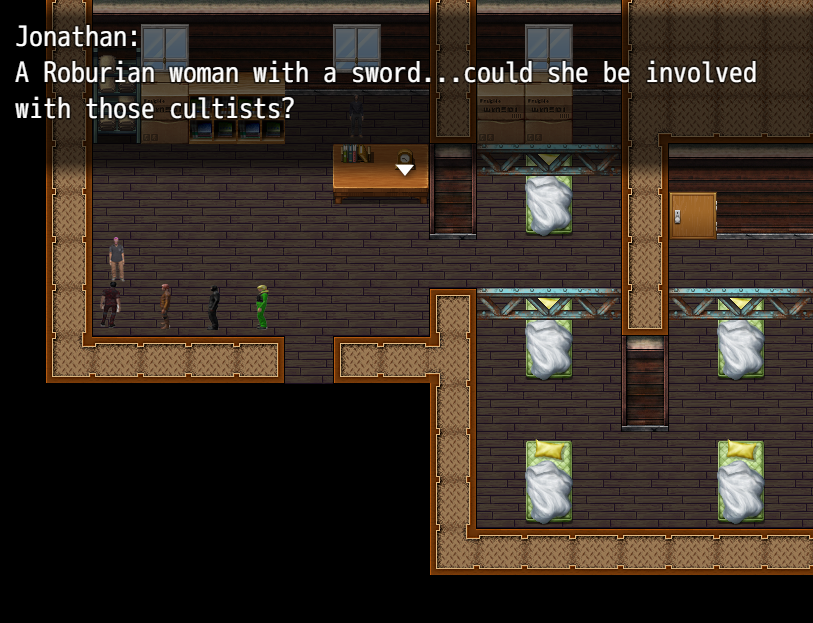 Jonathan:
A Roburian woman with a sword...could she be involved
with those cultists?